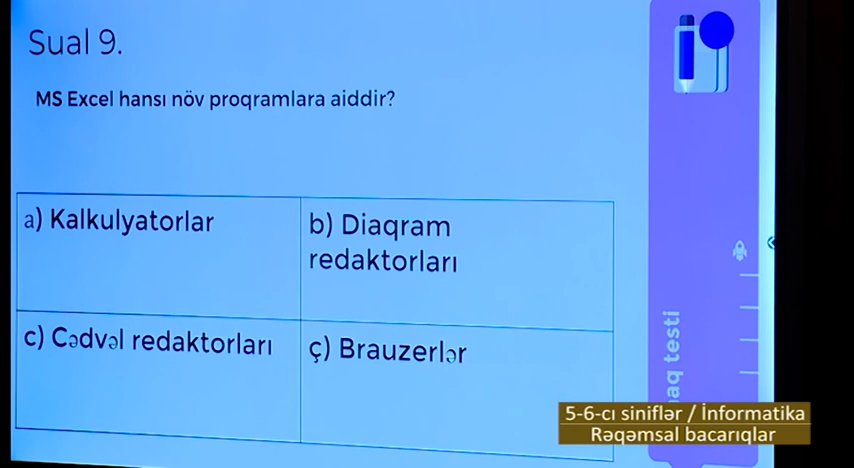 Sual 9.
MS Excel hansı növ proqramlara aiddir?
a) Kalkulyatorlar
b) Diaqram
redaktorları
c) Cədvəl redaktorları
ç) Brauzerlər
testi
5-6-cı siniflər / İnformatika
Rəqəmsal bacarıqlar